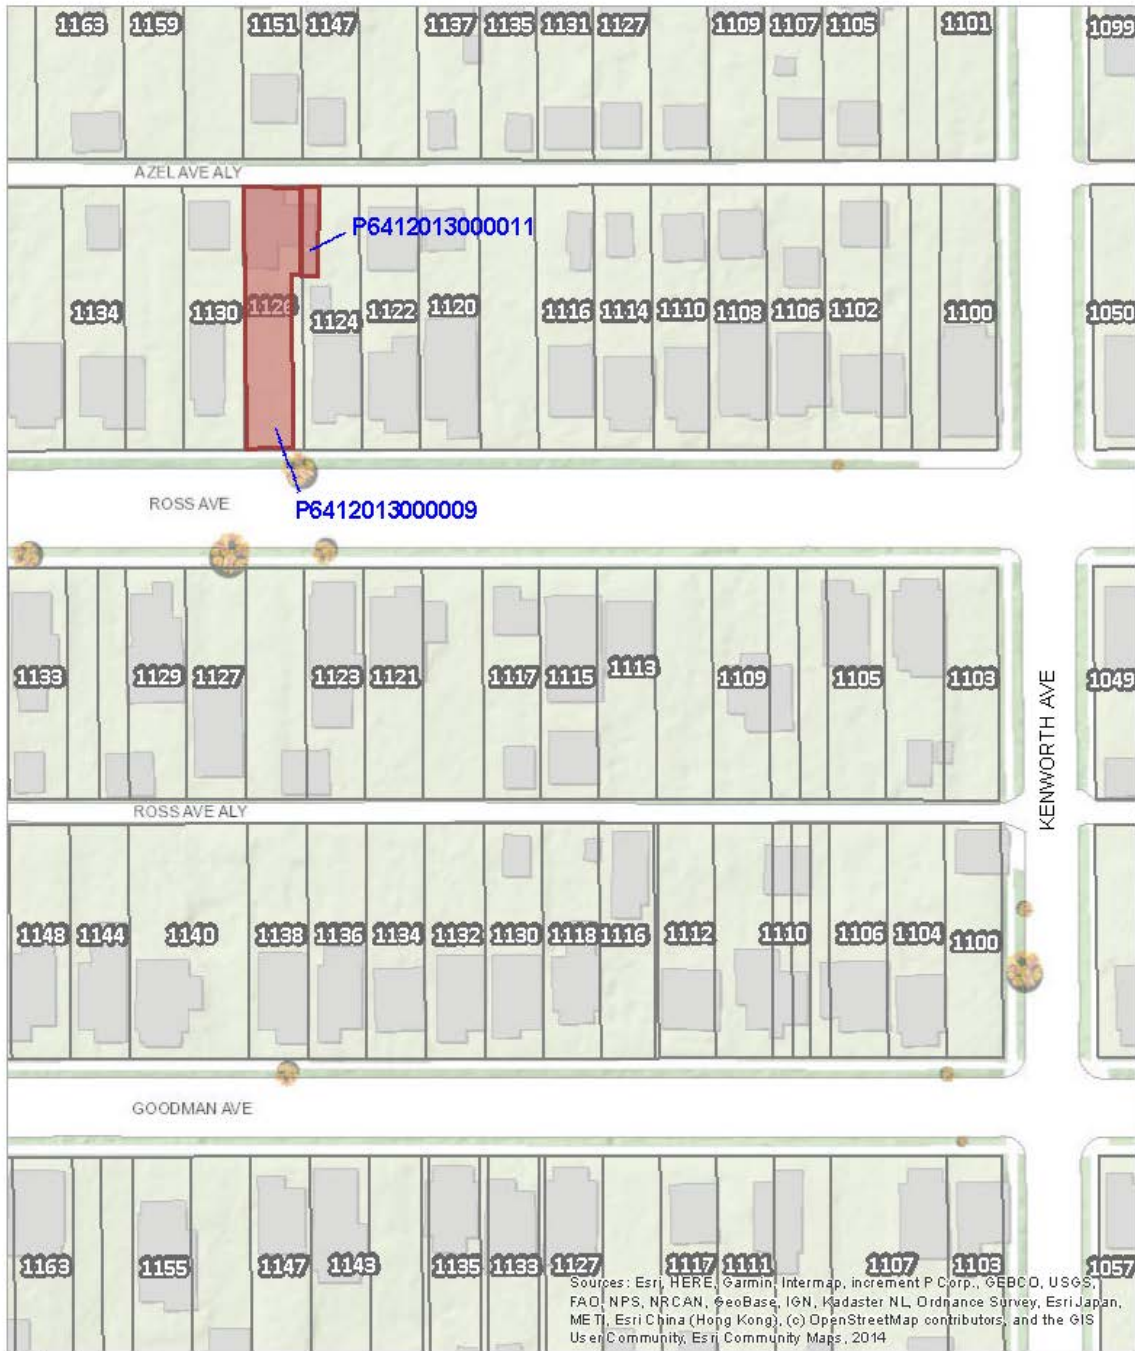 1163 1159 1151 1147 1137 1135 1131 1127 1109 1107 1105 1101 1099
AZEL AVE ALY
P6412013000011
1134 1130 1126 1124 1122 1120 1116 1114 1110 1108 1106 1102 1100 1050
ROSS AVE
P6412013000009
1133 1129 1127 1123 1121 1117 1115 1113 1109 1105 1103 1049
KENWORTH AVE
ROSS AVE ALY
1148 1144 1140 1138 1136 1134 1132 1130 1118 1116 1112 1110 1106 1104 1100
GOODMAN AVE
1163 1155 1147 1143 1135 1133 1127 1117 1111 1107 1103 1057
Sources: Esri, HERE, Garmin, Intermap, increment P Corp., GEBCO, USGS,
FAO, NPS, NRCAN, GeoBase, IGN, Kadaster NL, Ordnance Survey, Esri Japan,
METI, Esri China (Hong Kong), (c) OpenStreetMap contributors, and the GIS
User Community, Esri Community Maps, 2014